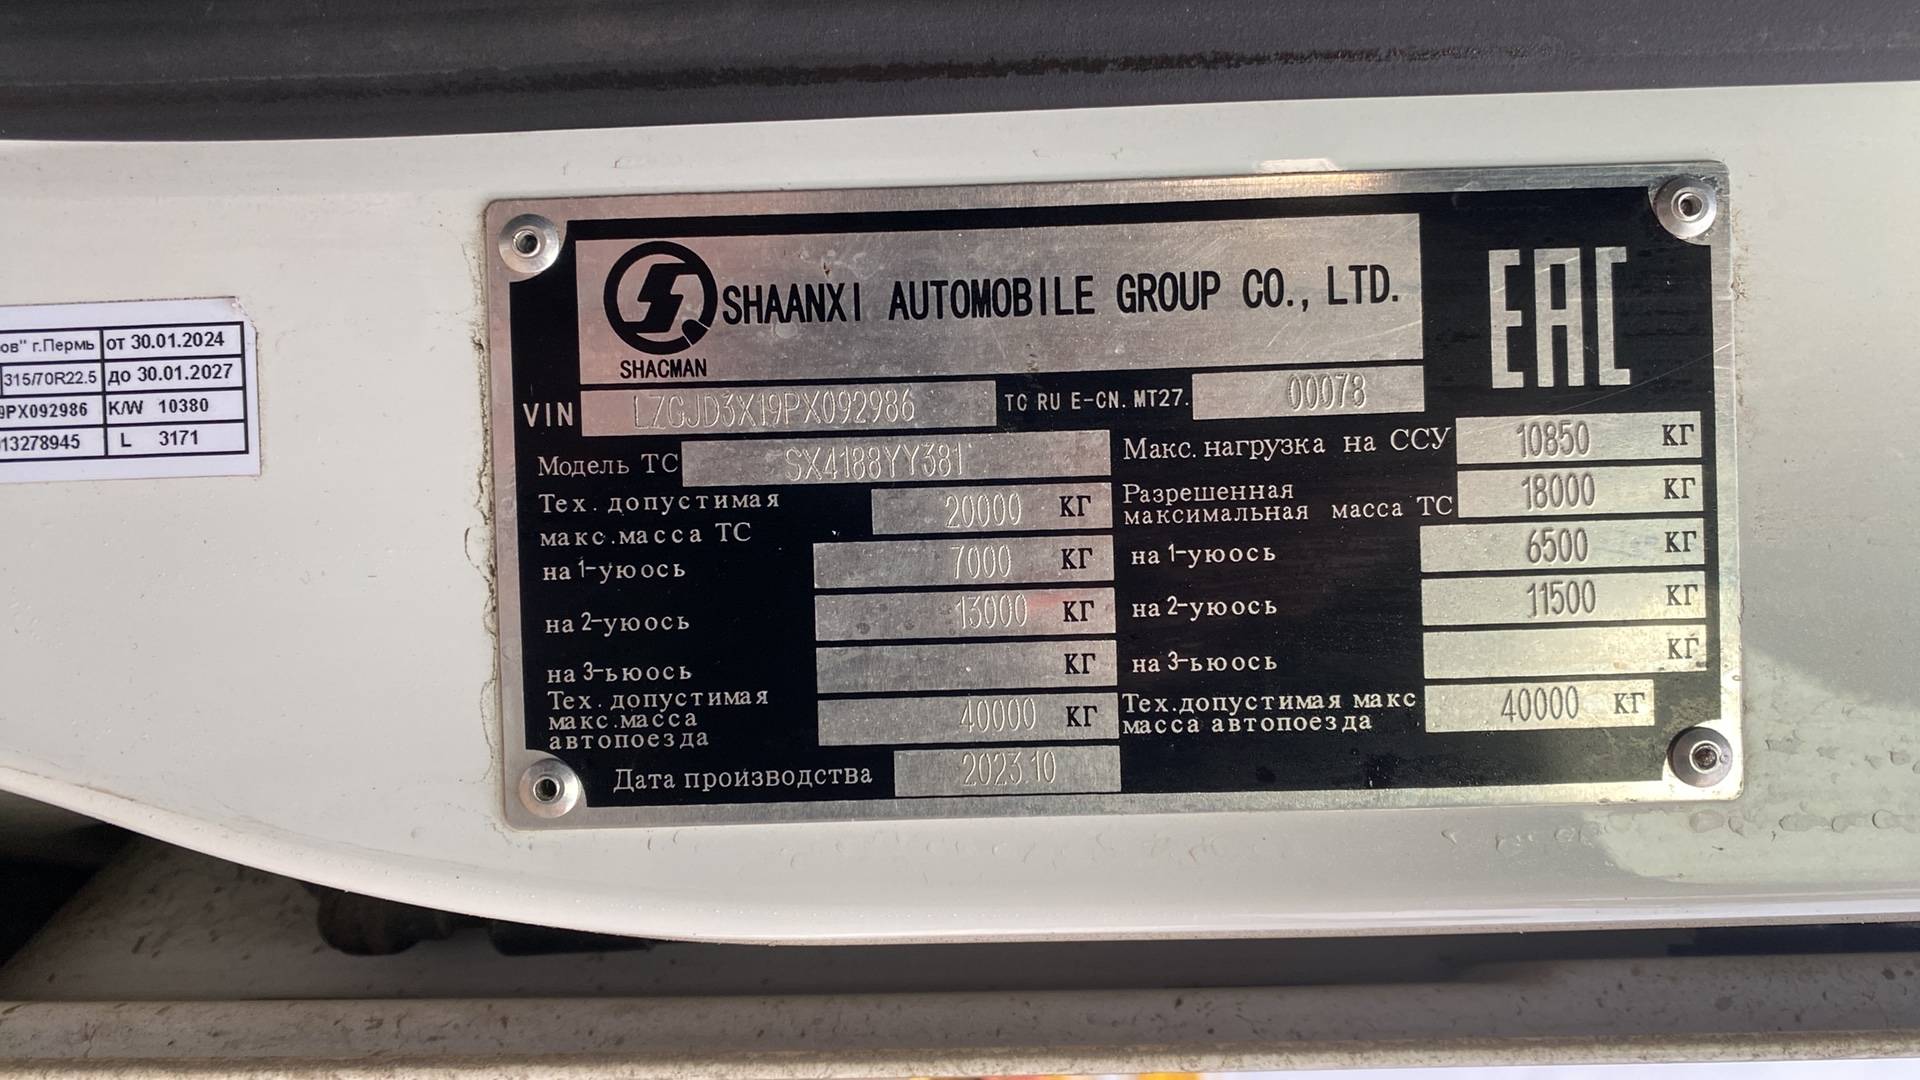 ов" г.Пермь от 30.01.2024
315/70R22.5 до 30.01.2027
9PX092986 K/W 10380
13278945 L 3171
SHAANXI AUTOMOBILE GROUP CO., LTD.
SHACMAN
EAC
VIN LZGJD3X19PX092986 TC RU E-CN. MT27. 00078
Модель ТС SX4188YY381
Макс. нагрузка на ССУ 10850 КГ
Тех. допустимая
макс.масса ТС 20000 КГ
на 1-уюось 7000 КГ
на 2-уюось 13000 КГ
на 3-ьюось КГ
Тех. допустимая
макс.масса
автопоезда 40000 КГ
Дата производства 2023.10
Разрешенная
максимальная масса ТС 18000 КГ
на 1-уюось 6500 КГ
на 2-уюось 11500 КГ
на 3-ьюось КГ
Тех.допустимая макс
масса автопоезда 40000 КГ